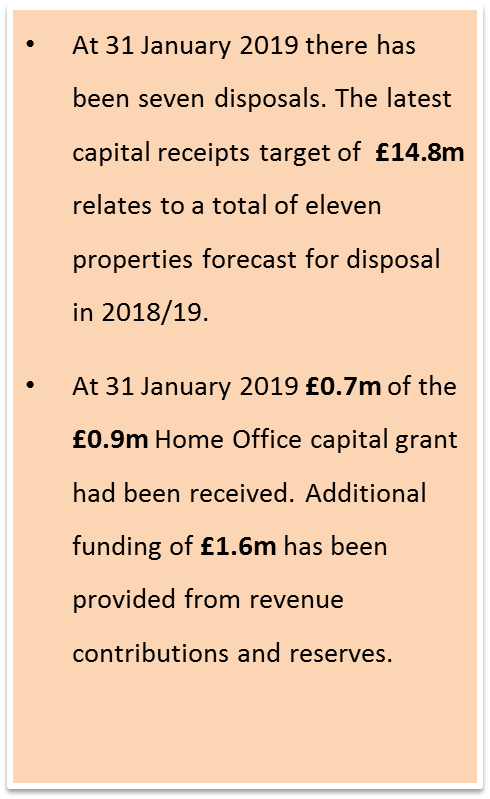 • At 31 January 2019 there has
been seven disposals. The latest
capital receipts target of £14.8m
relates to a total of eleven
properties forecast for disposal
in 2018/19.
• At 31 January 2019 £0.7m of the
£0.9m Home Office capital grant
had been received. Additional
funding of £1.6m has been
provided from revenue
contributions and reserves.